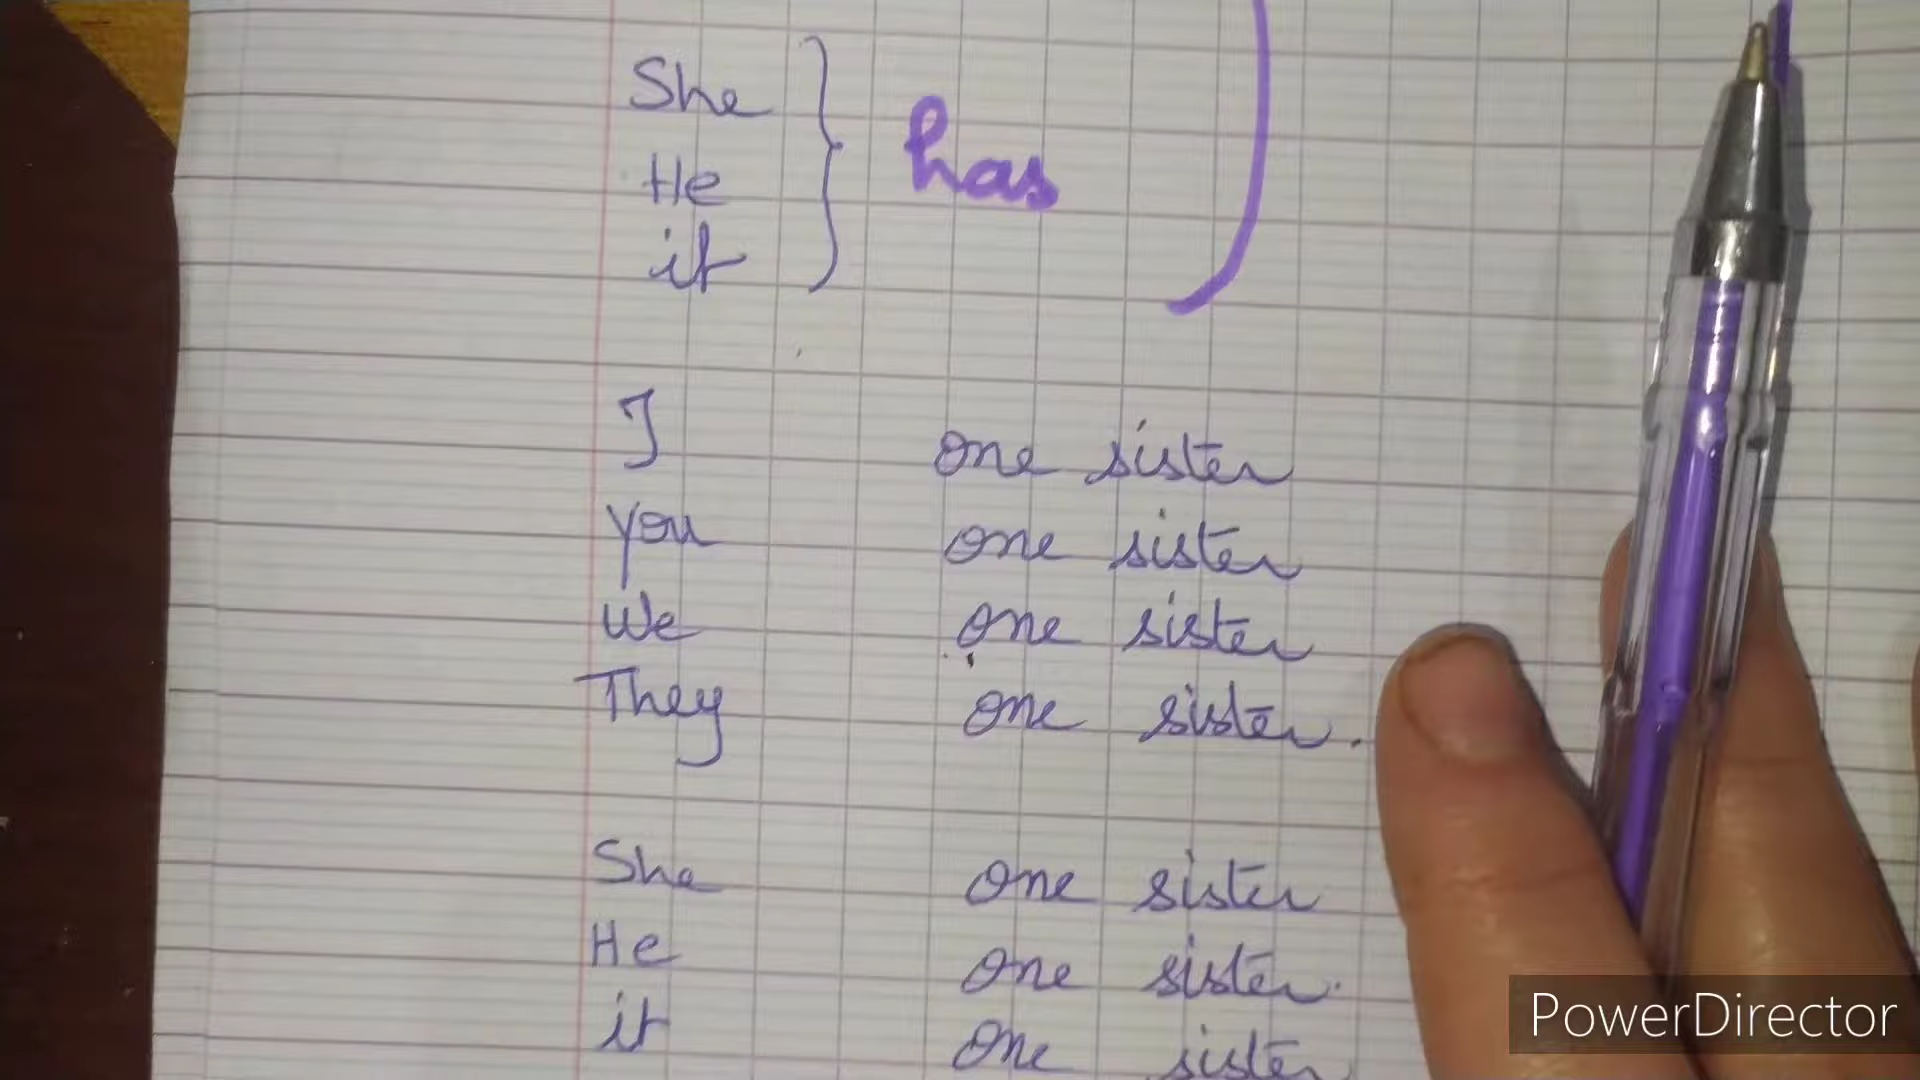 She
He
it
has
I one sister
you one sister
We one sister
They one sister.
She one sister
He one sister.
it one sister
PowerDirector